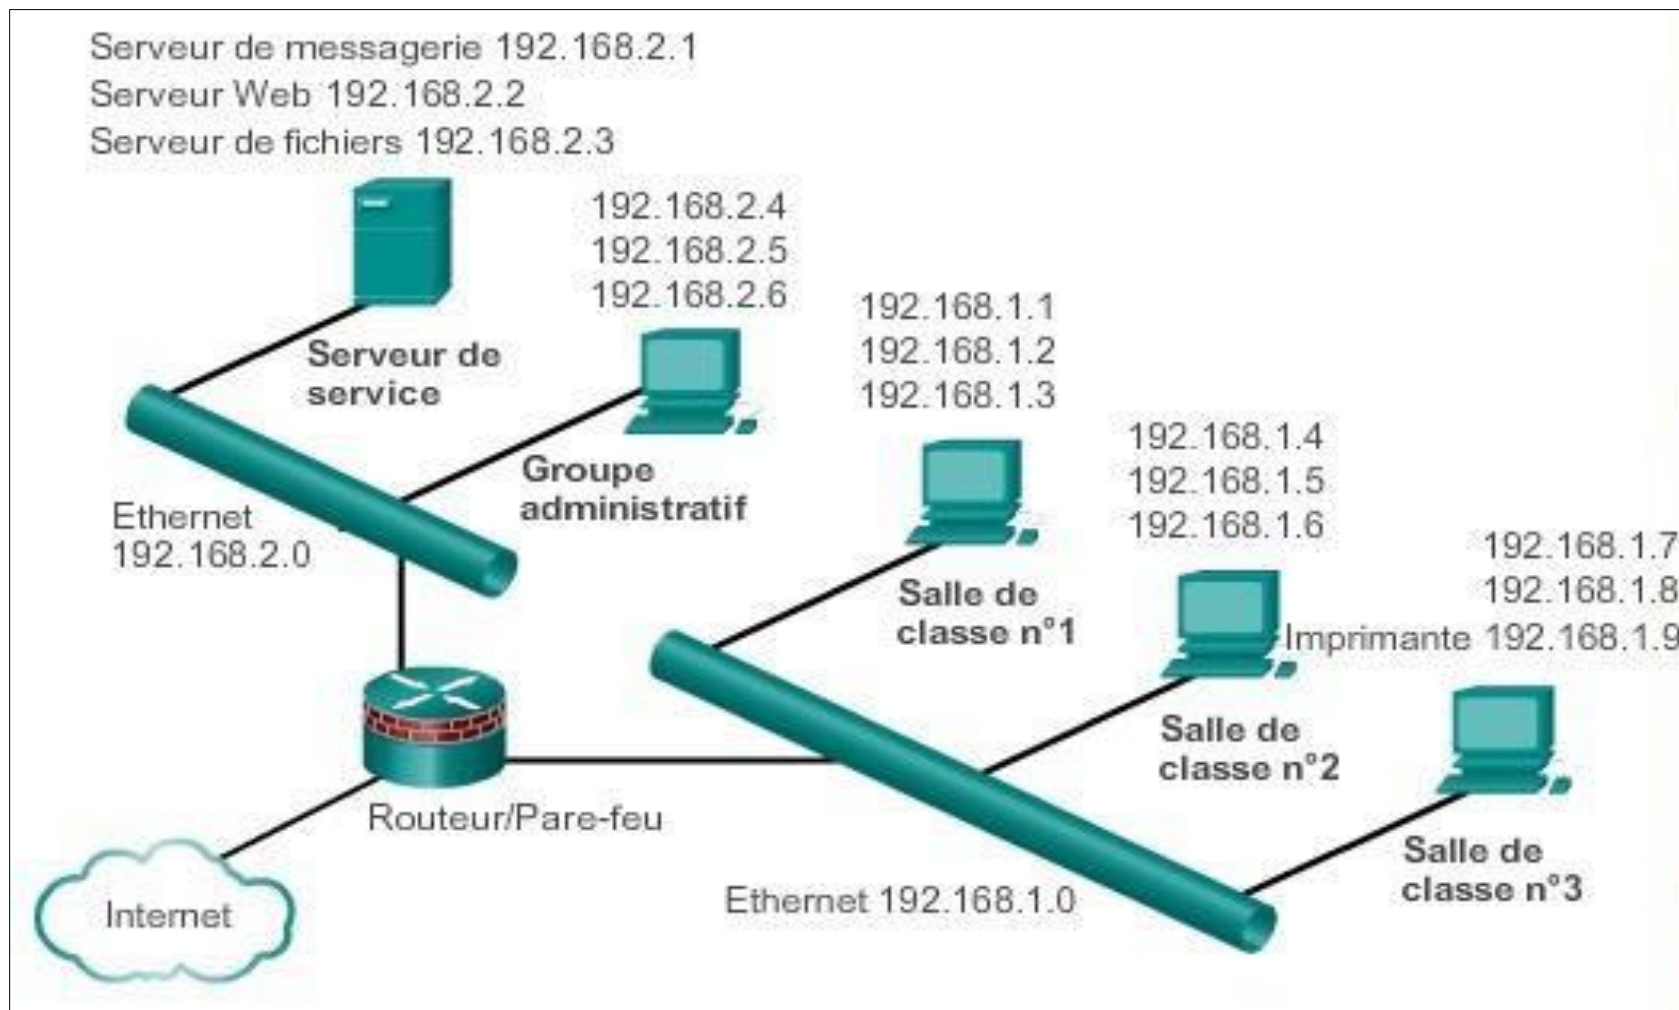 Serveur de messagerie 192.168.2.1
Serveur Web 192.168.2.2
Serveur de fichiers 192.168.2.3
192.168.2.4
192.168.2.5
192.168.2.6
Serveur de
service
192.168.1.1
192.168.1.2
192.168.1.3
Groupe
administratif
Ethernet
192.168.2.0
192.168.1.4
192.168.1.5
192.168.1.6
Salle de
classe n°1
192.168.1.7
192.168.1.8
Imprimante 192.168.1.9
Salle de
classe n°2
Routeur/Pare-feu
Salle de
classe n°3
Ethernet 192.168.1.0
Internet